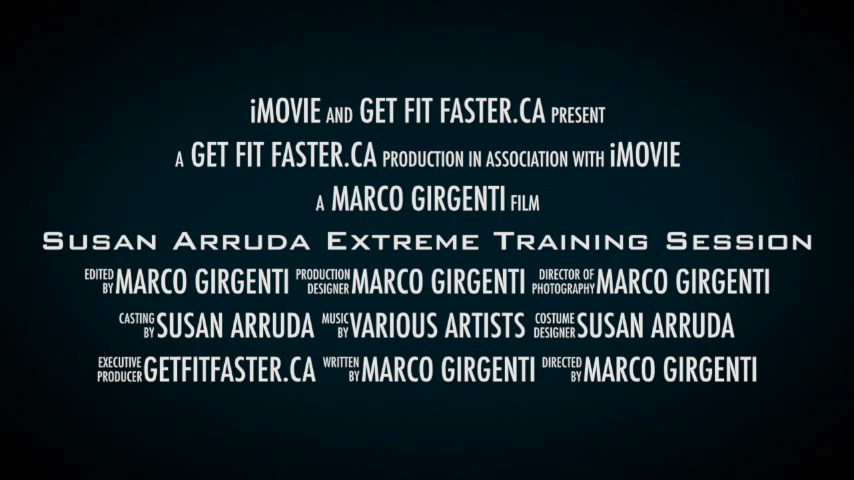 iMOVIE AND GET FIT FASTER.CA PRESENT
A GET FIT FASTER.CA PRODUCTION IN ASSOCIATION WITH iMOVIE
A MARCO GIRGENTI FILM
SUSAN ARRUDA EXTREME TRAINING SESSION
EDITED BY MARCO GIRGENTI PRODUCTION DESIGNER MARCO GIRGENTI DIRECTOR OF PHOTOGRAPHY MARCO GIRGENTI
CASTING BY SUSAN ARRUDA MUSIC BY VARIOUS ARTISTS COSTUME DESIGNER SUSAN ARRUDA
EXECUTIVE PRODUCER GETFITFASTER.CA WRITTEN BY MARCO GIRGENTI DIRECTED BY MARCO GIRGENTI